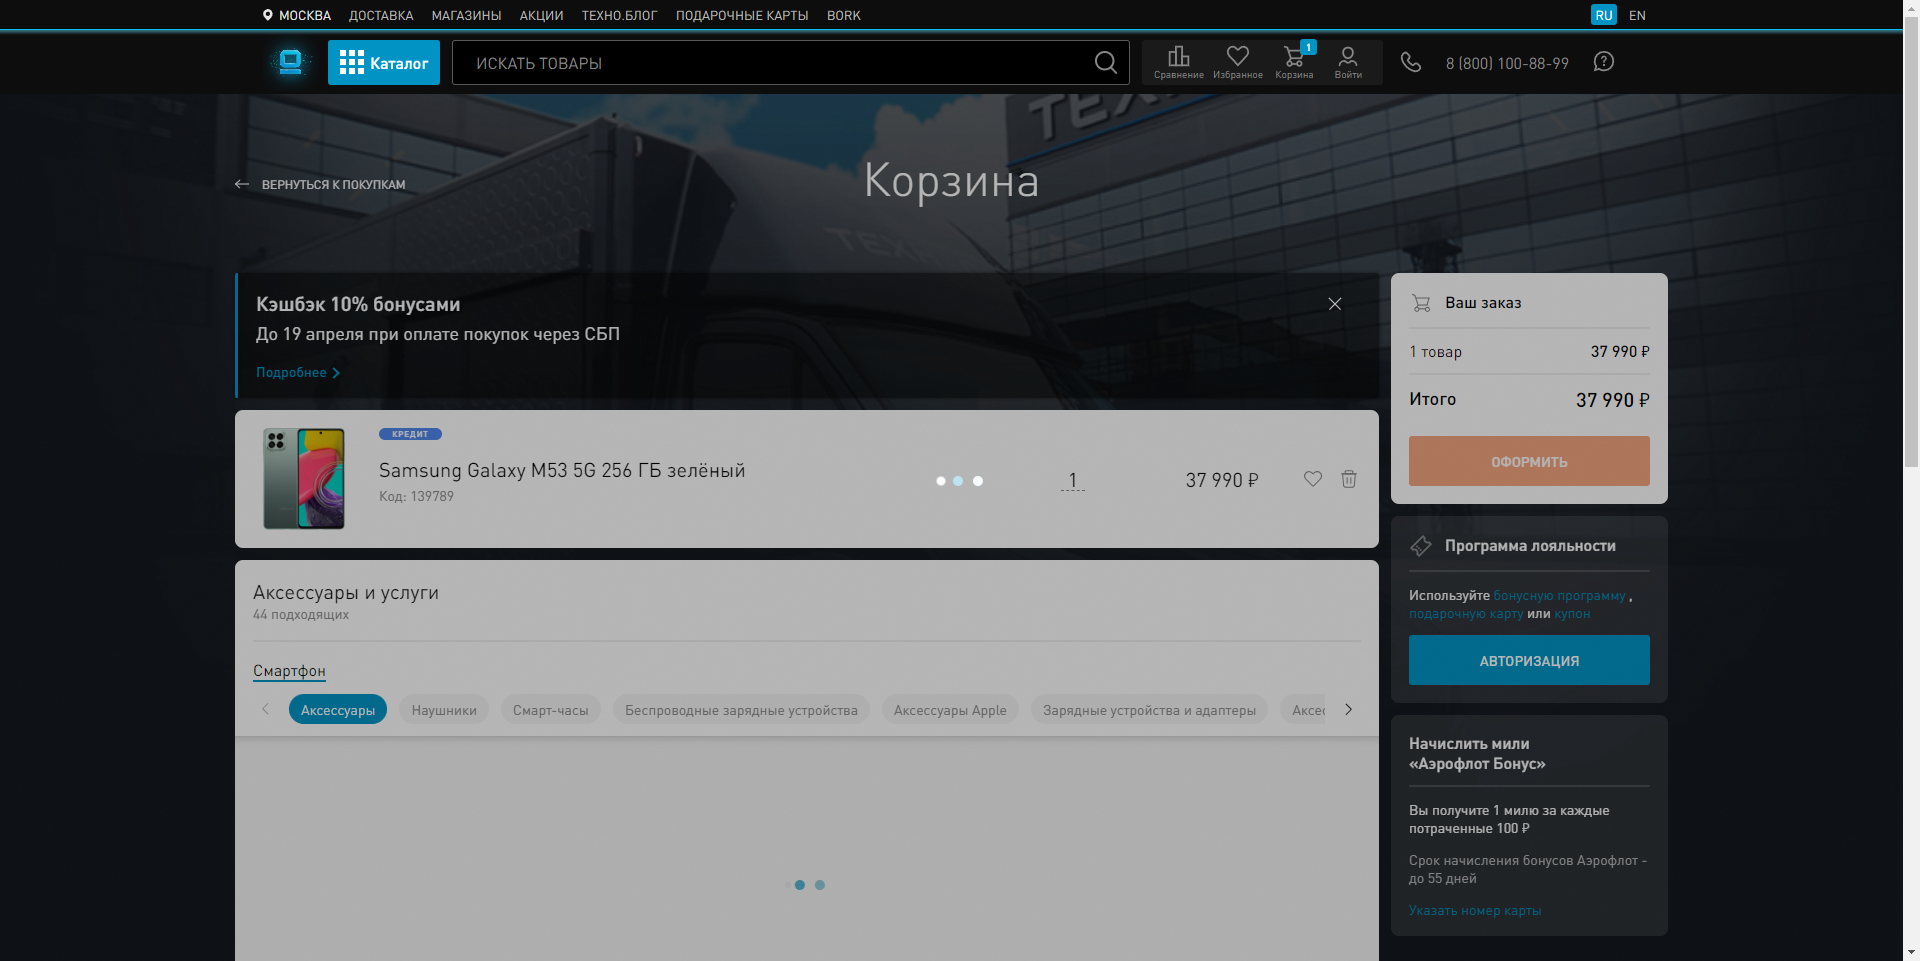 МОСКВА ДОСТАВКА МАГАЗИНЫ АКЦИИ ТЕХНО.БЛОГ ПОДАРОЧНЫЕ КАРТЫ BORK RU EN
Каталог ИСКАТЬ ТОВАРЫ Сравнение Избранное 1 Корзина Войти 8 (800) 100-88-99
ВЕРНУТЬСЯ К ПОКУПКАМ
Корзина
Кэшбэк 10% бонусами
До 19 апреля при оплате покупок через СБП
Подробнее
КРЕДИТ
Samsung Galaxy M53 5G 256 ГБ зелёный
Код: 139789
1 37 990 ₽
Аксессуары и услуги
44 подходящих
Смартфон
Аксессуары Наушники Смарт-часы Беспроводные зарядные устройства Аксессуары Apple Зарядные устройства и адаптеры Аксес
Ваш заказ
1 товар 37 990 ₽
Итого 37 990 ₽
ОФОРМИТЬ
Программа лояльности
Используйте бонусную программу ,
подарочную карту или купон
АВТОРИЗАЦИЯ
Начислить мили
«Аэрофлот Бонус»
Вы получите 1 милю за каждые
потраченные 100 ₽
Срок начисления бонусов Аэрофлот -
до 55 дней
Указать номер карты